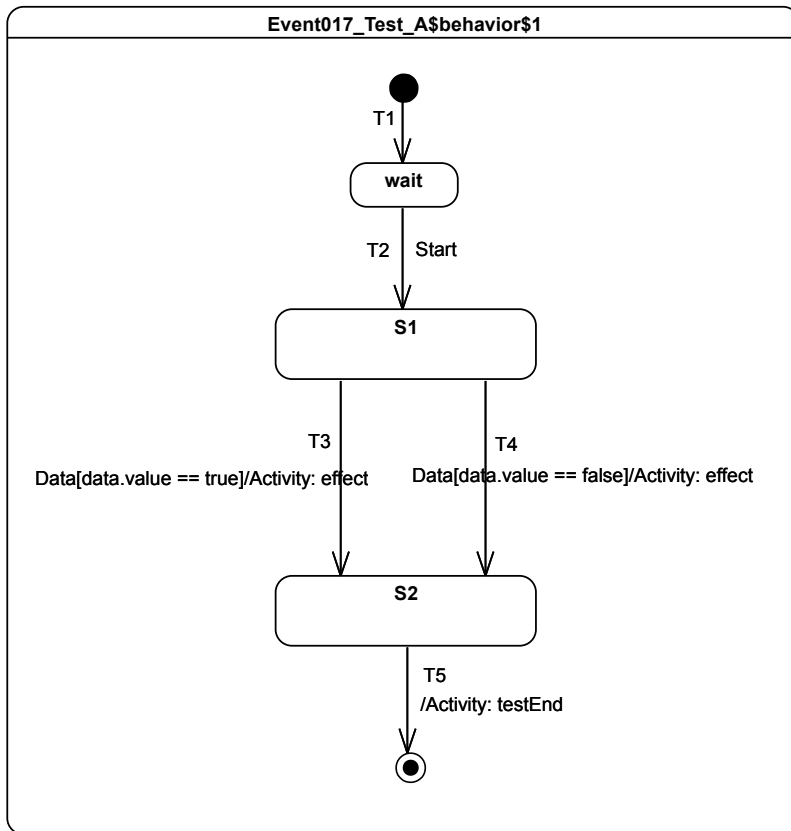 Event017_Test_A$behavior$1
T1
wait
T2 Start
S1
T3
T4
Data[data.value == true]/Activity: effect
Data[data.value == false]/Activity: effect
S2
T5
/Activity: testEnd